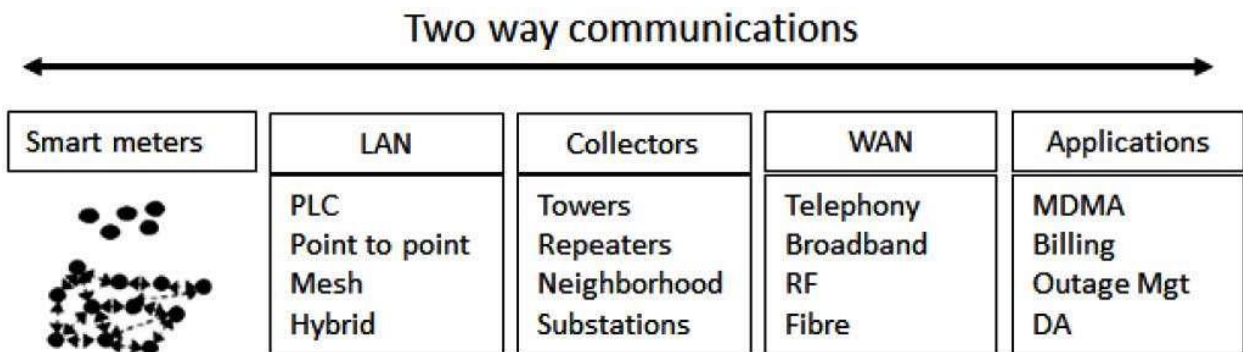 Two way communications
Smart meters
LAN
Collectors
WAN
Applications
PLC
Point to point
Mesh
Hybrid
Towers
Repeaters
Neighborhood
Substations
Telephony
Broadband
RF
Fibre
MDMA
Billing
Outage Mgt
DA